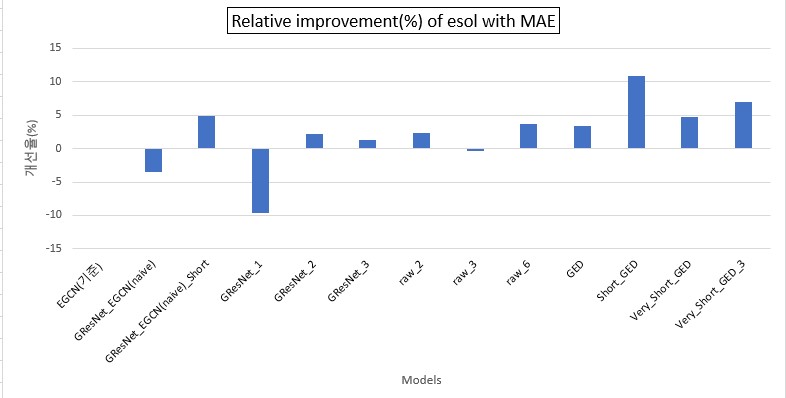 Relative improvement(%) of esol with MAE
15
10
5
0
-5
-10
-15
개선율(%)
EGCN(기준)
GResNet_EGCN(naive)
GResNet_EGCN(naive)_Short
GResNet_1
GResNet_2
GResNet_3
raw_2
raw_3
raw_6
GED
Short_GED
Very_Short_GED
Very_Short_GED_3
Models